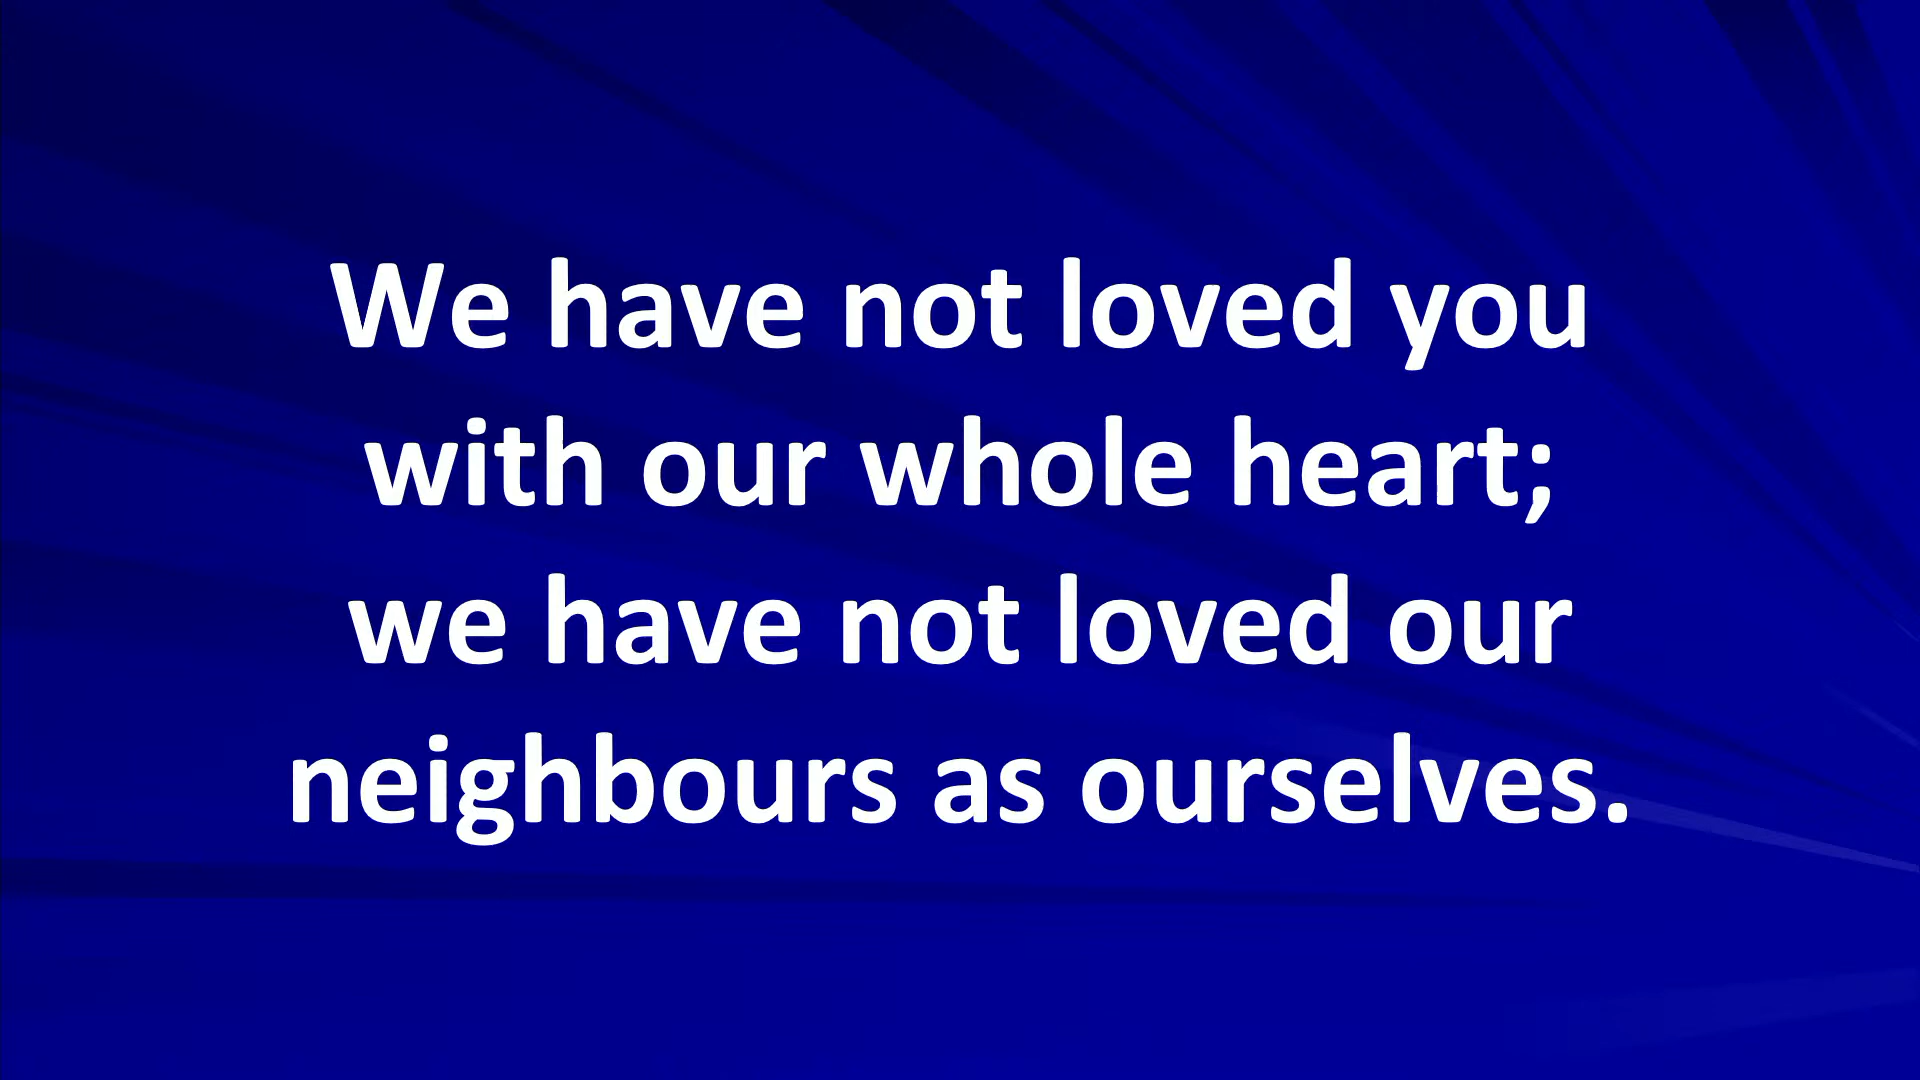 We have not loved you
with our whole heart;
we have not loved our
neighbours as ourselves.